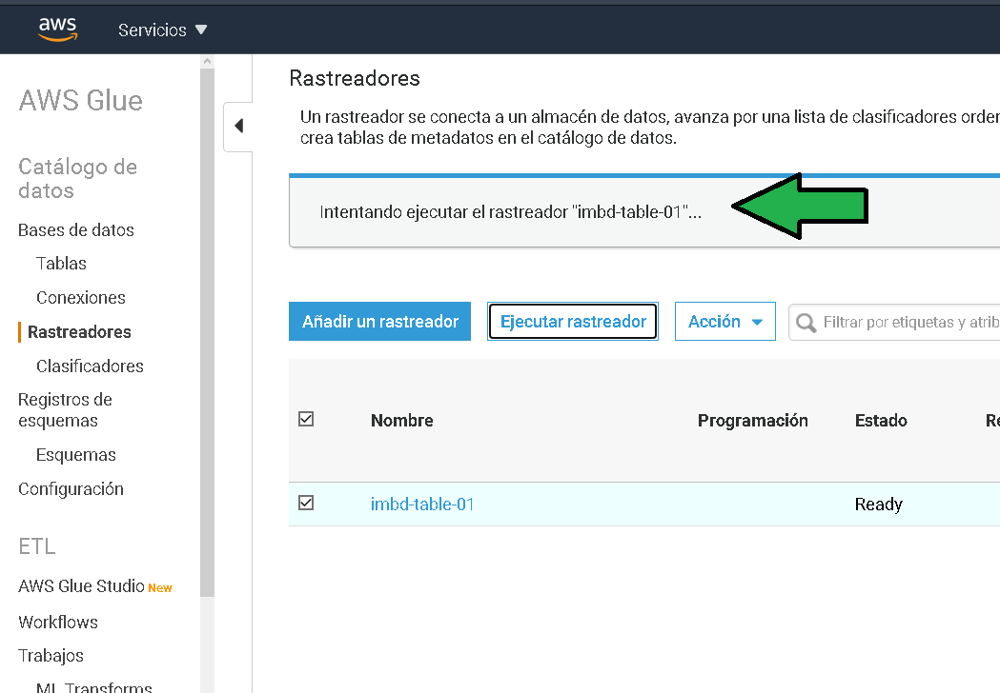 aws
Servicios
AWS Glue
Catálogo de
datos
Bases de datos
Tablas
Conexiones
Rastreadores
Clasificadores
Registros de
esquemas
Esquemas
Configuración
ETL
AWS Glue Studio New
Workflows
Trabajos
ML Transforms
Rastreadores
Un rastreador se conecta a un almacén de datos, avanza por una lista de clasificadores orden
crea tablas de metadatos en el catálogo de datos.
Intentando ejecutar el rastreador "imbd-table-01"...
Añadir un rastreador
Ejecutar rastreador
Acción
Filtrar por etiquetas y atrib
Nombre
Programación
Estado
Re
imbd-table-01
Ready